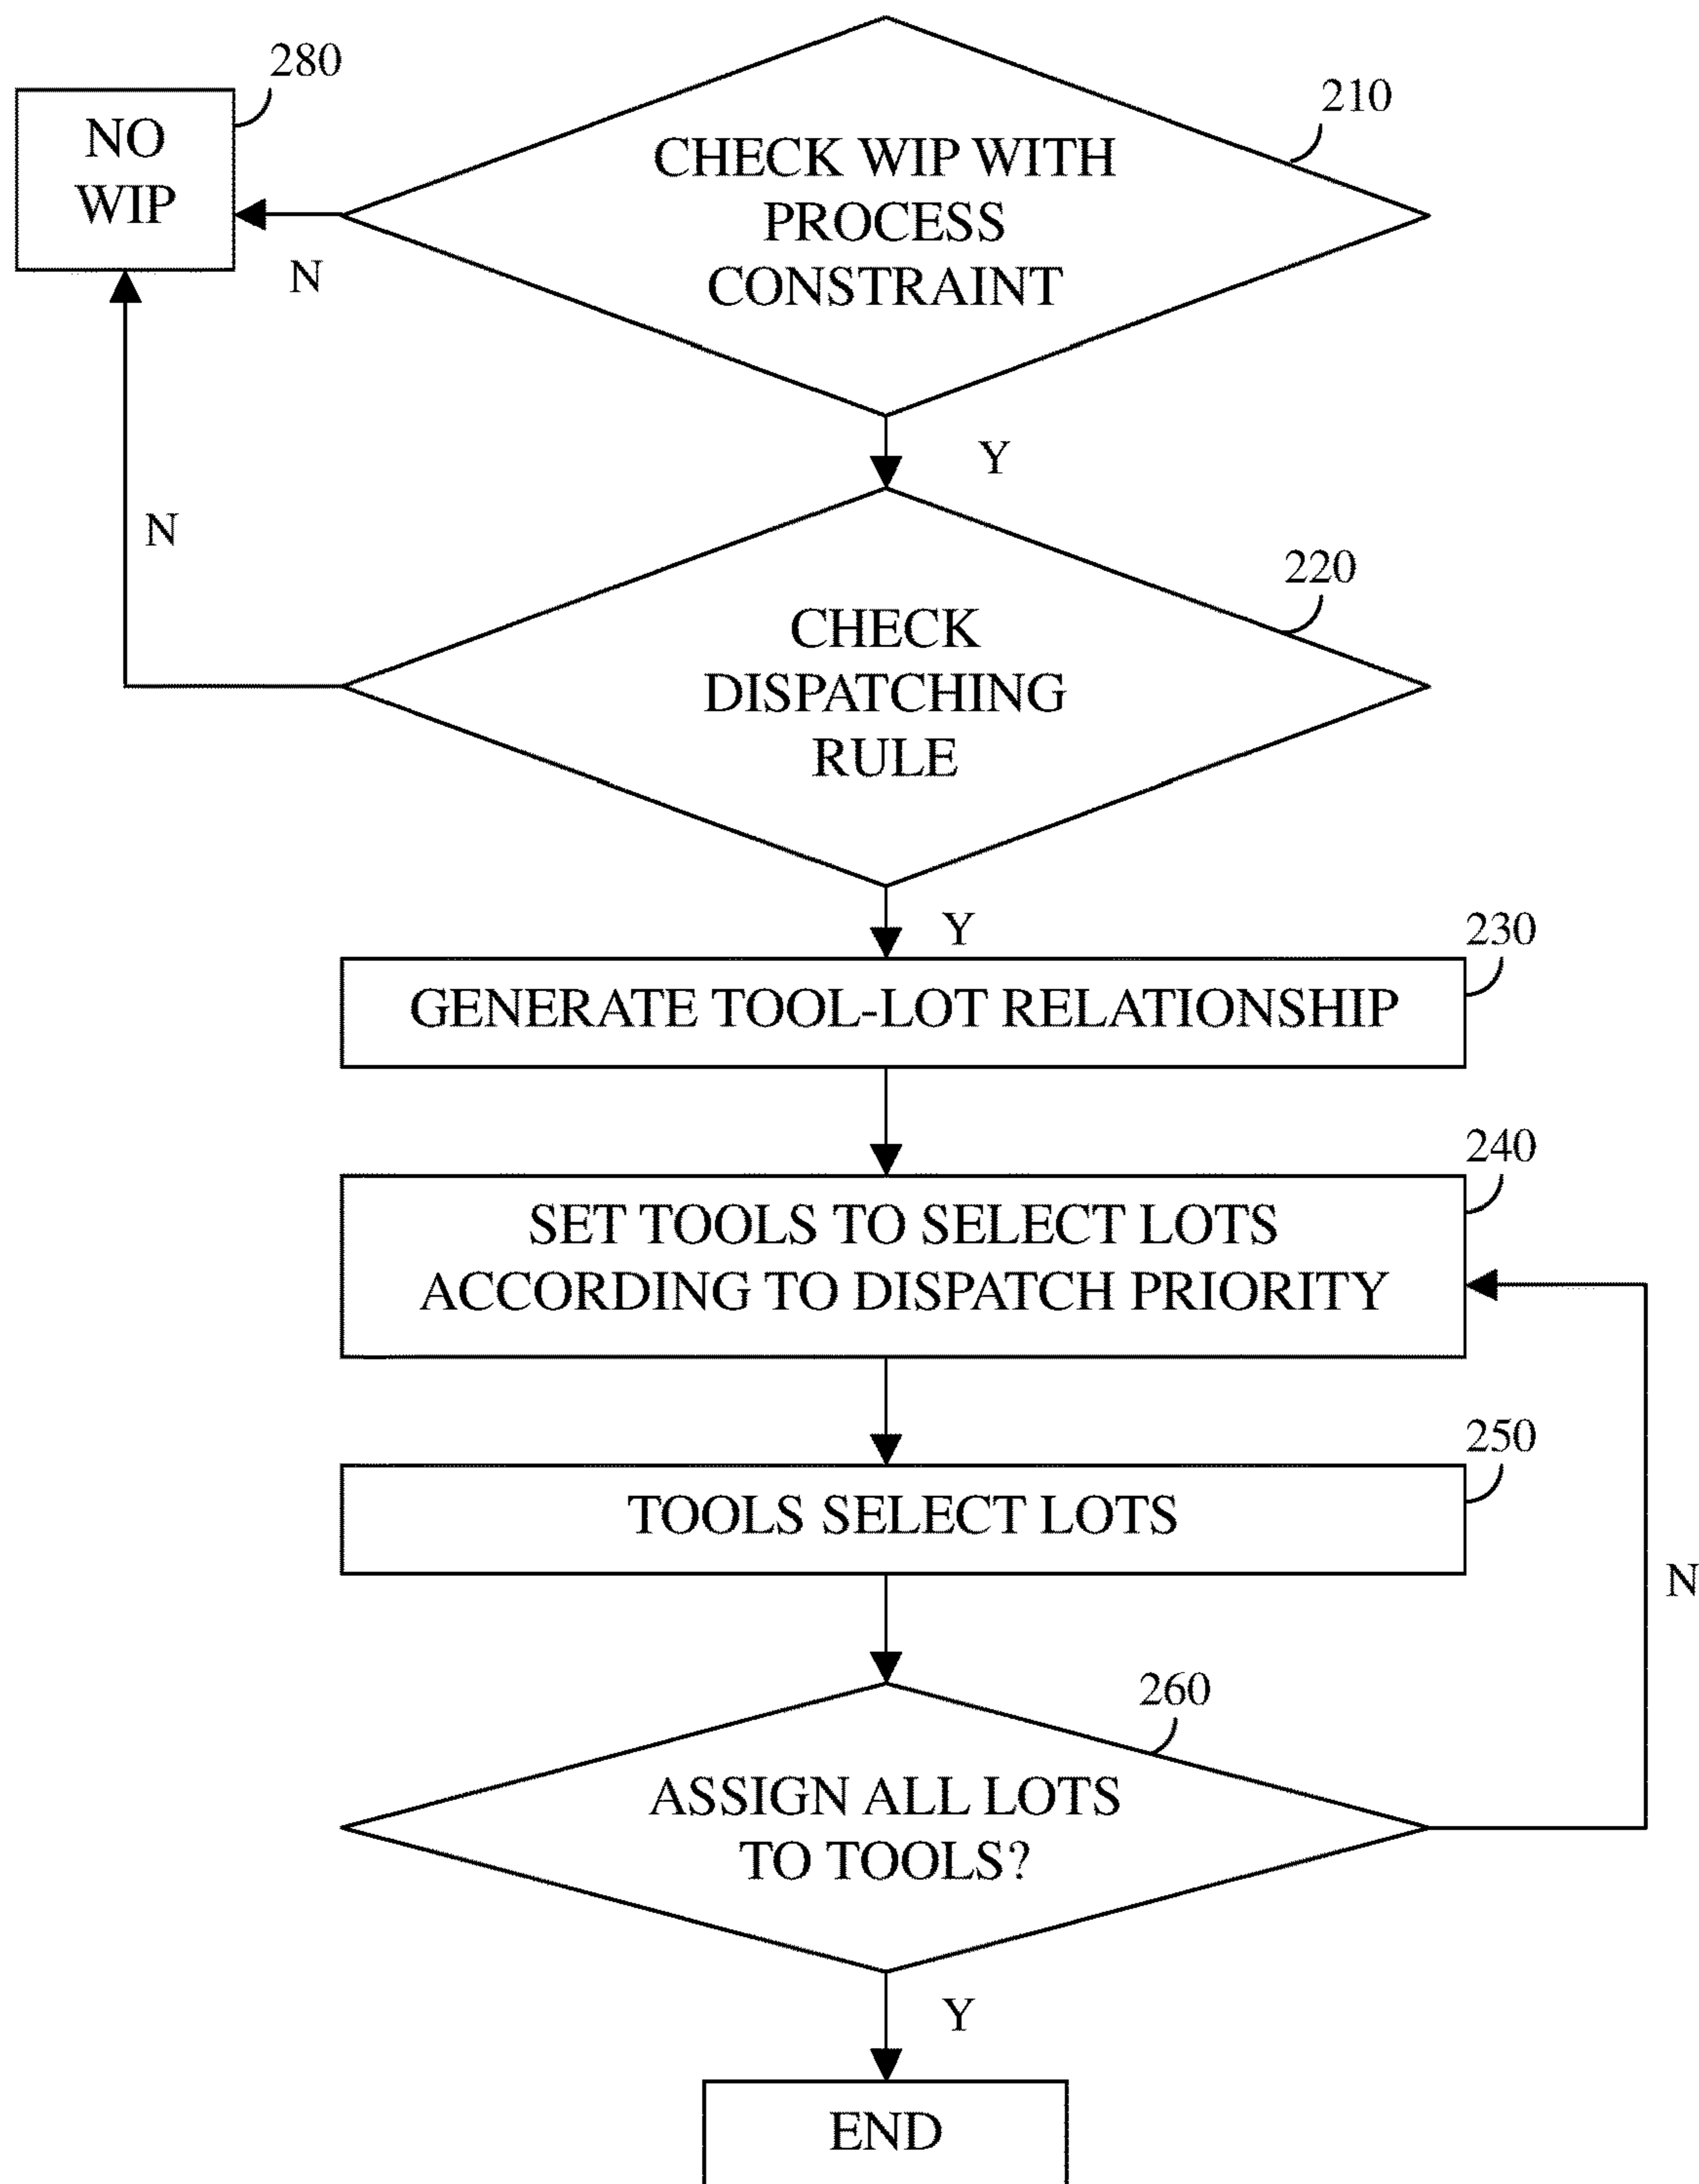 280
NO
WIP
210
CHECK WIP WITH
PROCESS
CONSTRAINT
N
Y
N
220
CHECK
DISPATCHING
RULE
Y
230
GENERATE TOOL-LOT RELATIONSHIP
240
SET TOOLS TO SELECT LOTS
ACCORDING TO DISPATCH PRIORITY
250
TOOLS SELECT LOTS
N
260
ASSIGN ALL LOTS
TO TOOLS?
Y
END